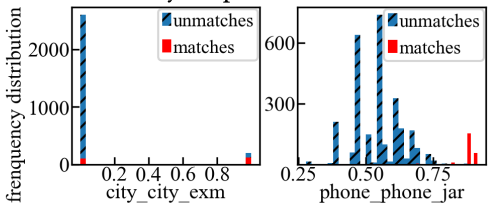 frenquency distribution
2000
1000
0
unmatches
matches
0.2 0.4 0.6 0.8
city_city_exm
600
300
unmatches
matches
0.25 0.50 0.75
phone_phone_jar